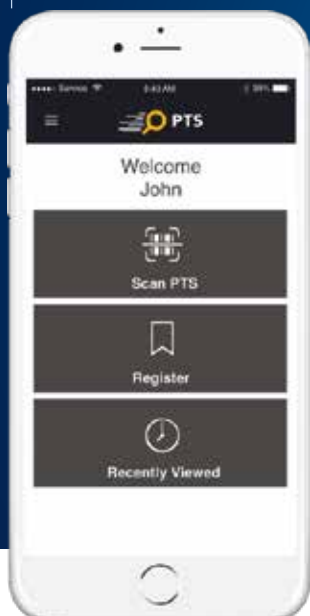 PTS
Welcome
John
Scan PTS
Register
Recently Viewed